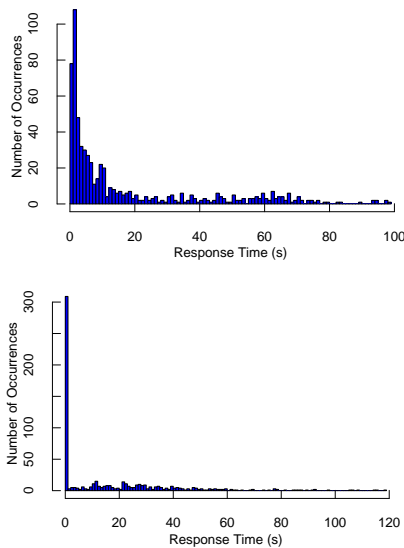 Number of Occurrences
100
80
60
40
20
0
0 20 40 60 80 100
Response Time (s)
Number of Occurrences
300
200
100
50
0
0 20 40 60 80 100 120
Response Time (s)